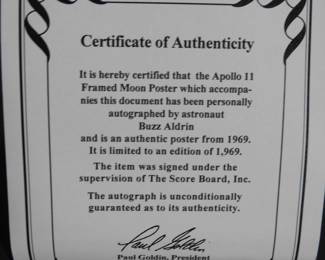 Certificate of Authenticity
It is hereby certified that the Apollo 11
Framed Moon Poster which accompa-
nies this document has been personally
autographed by astronaut
Buzz Aldrin
and is an authentic poster from 1969.
It is limited to an edition of 1,969.
The item was signed under the
supervision of The Score Board, Inc.
The autograph is unconditionally
guaranteed as to its authenticity.
Paul Goldin
Paul Goldin, President